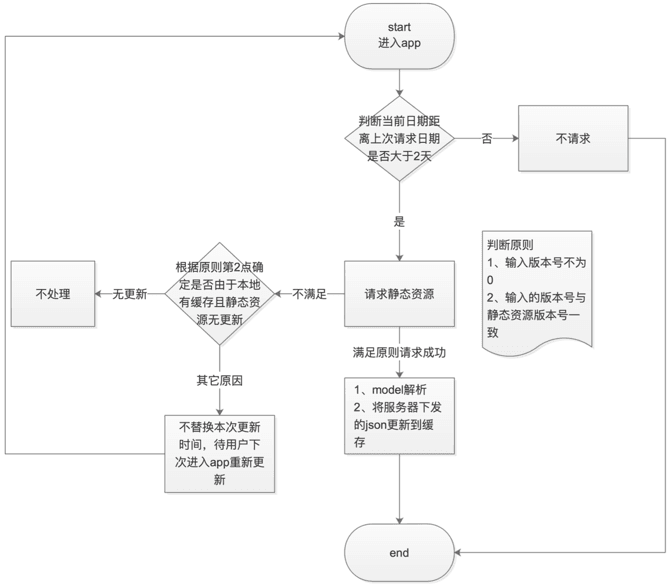 start
进入app
判断当前日期距
离上次请求日期
是否大于2天
否
不请求
是
判断原则
1、输入版本号不为
0
2、输入的版本号与
静态资源版本号一
致
不处理
无更新
根据原则第2点确
定是否由于本地
有缓存且静态资
源无更新
不满足
请求静态资源
满足原则请求成功
其它原因
1、model解析
2、将服务器下发
的json更新到缓
存
不替换本次更新
时间，待用户下
次进入app重新更
新
end